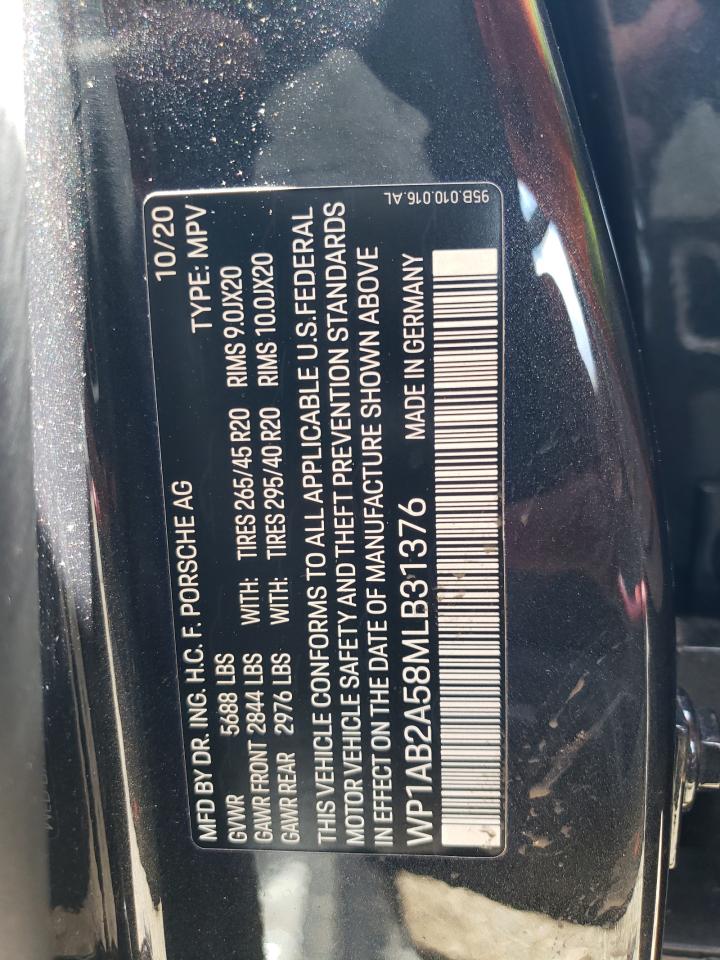 MFD BY DR. ING. H.C. F. PORSCHE AG 10/20
GVWR 5688 LBS TYPE: MPV
GAWR FRONT 2844 LBS WITH: TIRES 265/45 R20 RIMS 9.0JX20
GAWR REAR 2976 LBS WITH: TIRES 295/40 R20 RIMS 10.0JX20
THIS VEHICLE CONFORMS TO ALL APPLICABLE U.S.FEDERAL
MOTOR VEHICLE SAFETY AND THEFT PREVENTION STANDARDS
IN EFFECT ON THE DATE OF MANUFACTURE SHOWN ABOVE
WP1AB2A58MLB31376 MADE IN GERMANY
95B.010.016.AL